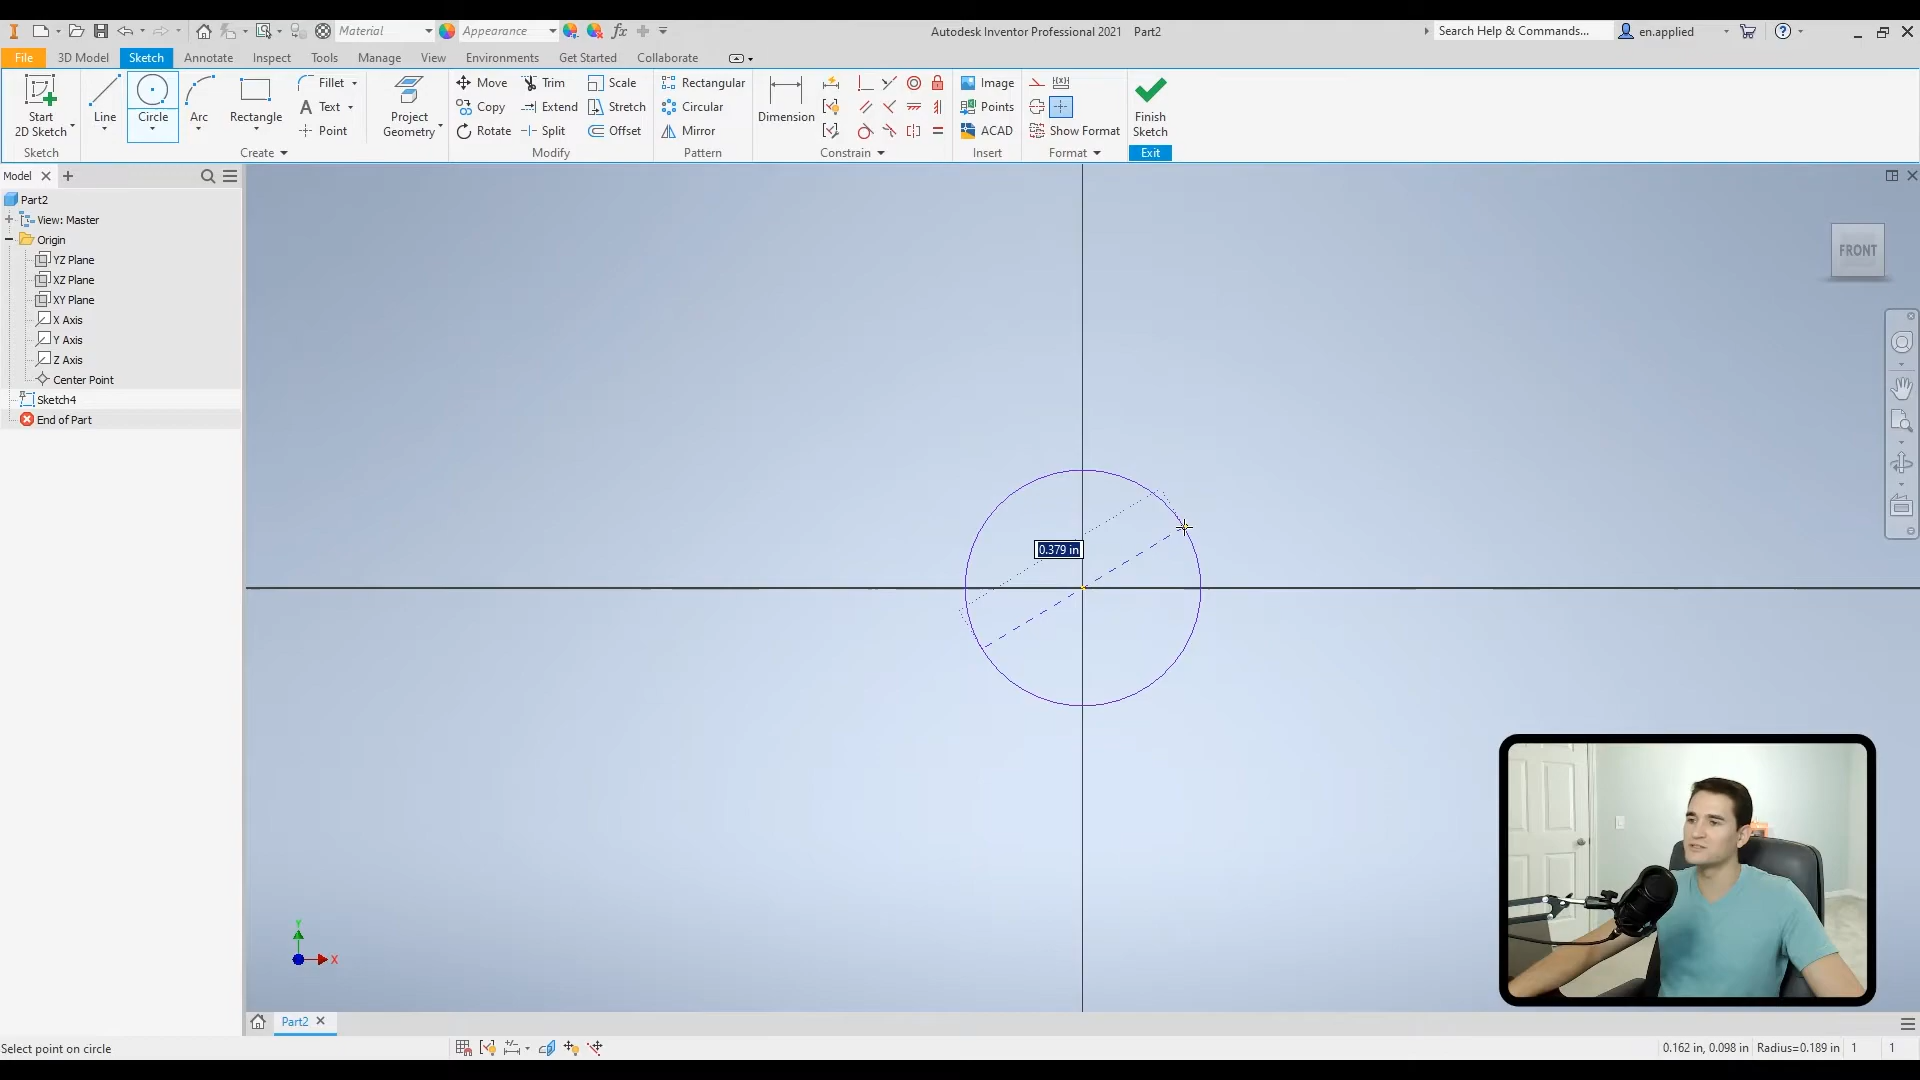 Material
Appearance
Autodesk Inventor Professional 2021 Part2
Search Help & Commands...
en.applied
File
3D Model
Sketch
Annotate
Inspect
Tools
Manage
View
Environments
Get Started
Collaborate
Start
2D Sketch
Line
Circle
Arc
Rectangle
Fillet
Text
Point
Project
Geometry
Move
Copy
Rotate
Trim
Extend
Split
Scale
Stretch
Offset
Rectangular
Circular
Mirror
Dimension
Image
Points
ACAD
Show Format
Finish
Sketch
Sketch
Create
Modify
Pattern
Constrain
Insert
Format
Exit
Model
Part2
View: Master
Origin
YZ Plane
XZ Plane
XY Plane
X Axis
Y Axis
Z Axis
Center Point
Sketch4
End of Part
FRONT
0.379 in
Y
X
Part2
Select point on circle
0.162 in, 0.098 in Radius=0.189 in 1 1